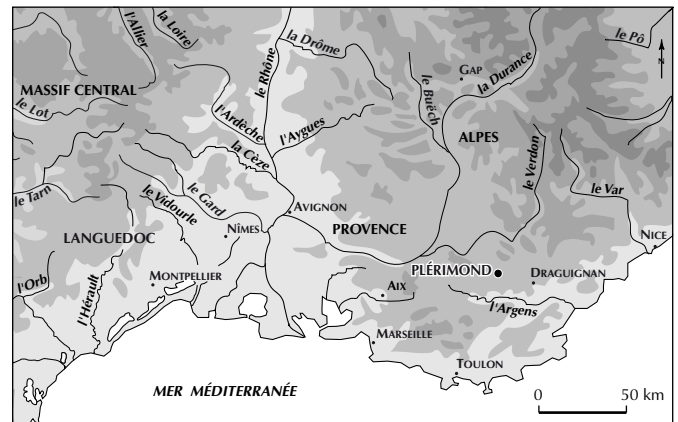 l'Allier
la Loire
le Rhône
la Drôme
le Pô
N
GAP
la Durance
MASSIF CENTRAL
le Lot
le Buëch
l'Ardèche
l'Aygues
ALPES
la Cèze
le Verdon
le Tarn
le Vidourle
le Gard
le Var
AVIGNON
NÎMES
PROVENCE
NICE
LANGUEDOC
PLÉRIMOND
DRAGUIGNAN
l'Orb
l'Hérault
MONTPELLIER
AIX
l'Argens
MARSEILLE
TOULON
MER MÉDITERRANÉE
0 50 km